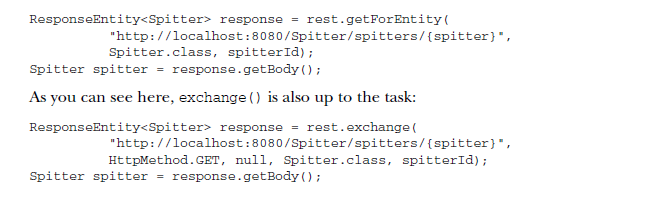 ResponseEntity<Spitter> response = rest.getForEntity(
"http://localhost:8080/Spitter/spitters/{spitter}",
Spitter.class, spitterId);
Spitter spitter = response.getBody();
As you can see here, exchange() is also up to the task:
ResponseEntity<Spitter> response = rest.exchange(
"http://localhost:8080/Spitter/spitters/{spitter}",
HttpMethod.GET, null, Spitter.class, spitterId);
Spitter spitter = response.getBody();